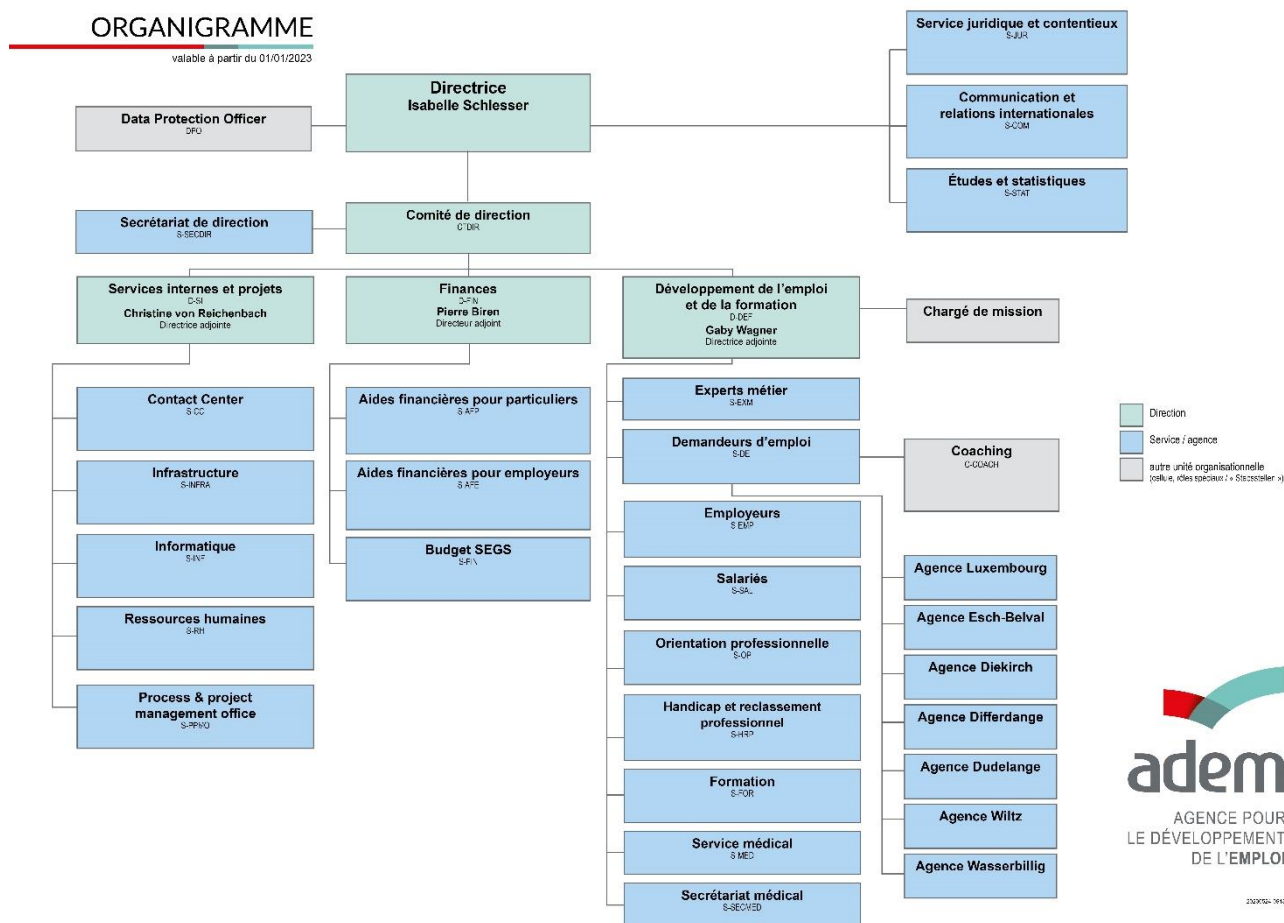 ORGANIGRAMME
valable à partir du 01/01/2023
Directrice
Isabelle Schlesser
Data Protection Officer
DPO
Service juridique et contentieux
S-JUR
Communication et
relations internationales
S-COM
Études et statistiques
S-STAT
Secrétariat de direction
S-SECDIR
Comité de direction
CTDIR
Services internes et projets
D-SI
Christine von Reichenbach
Directrice adjointe
Finances
D-FIN
Pierre Biren
Directeur adjoint
Développement de l'emploi
et de la formation
D-DEF
Gaby Wagner
Directrice adjointe
Chargé de mission
Contact Center
S-CC
Infrastructure
S-INFRA
Informatique
S-INF
Ressources humaines
S-RH
Process & project
management office
S-PPMO
Aides financières pour particuliers
S-AFP
Aides financières pour employeurs
S-AFE
Budget SEGS
S-FIN
Experts métier
S-EXM
Demandeurs d'emploi
S-DE
Employeurs
S-EMP
Salariés
S-SAL
Orientation professionnelle
S-OP
Handicap et reclassement
professionnel
S-HRP
Formation
S-FOR
Service médical
S-MED
Secrétariat médical
S-SECMED
Coaching
C-COACH
Agence Luxembourg
Agence Esch-Belval
Agence Diekirch
Agence Differdange
Agence Dudelange
Agence Wiltz
Agence Wasserbillig
Direction
Service / agence
autre unité organisationnelle
(cellule, rôles spéciaux / « Stabsstellen »)
adem
AGENCE POUR
LE DÉVELOPPEMENT
DE L'EMPLOI